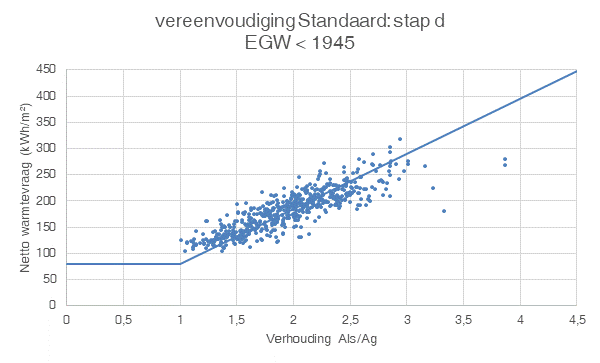 vereenvoudiging Standaard: stap d
EGW < 1945
Netto warmtevraag (kWh/m²)
450
400
350
300
250
200
150
100
50
0
0 0,5 1 1,5 2 2,5 3 3,5 4 4,5
Verhouding Als/Ag